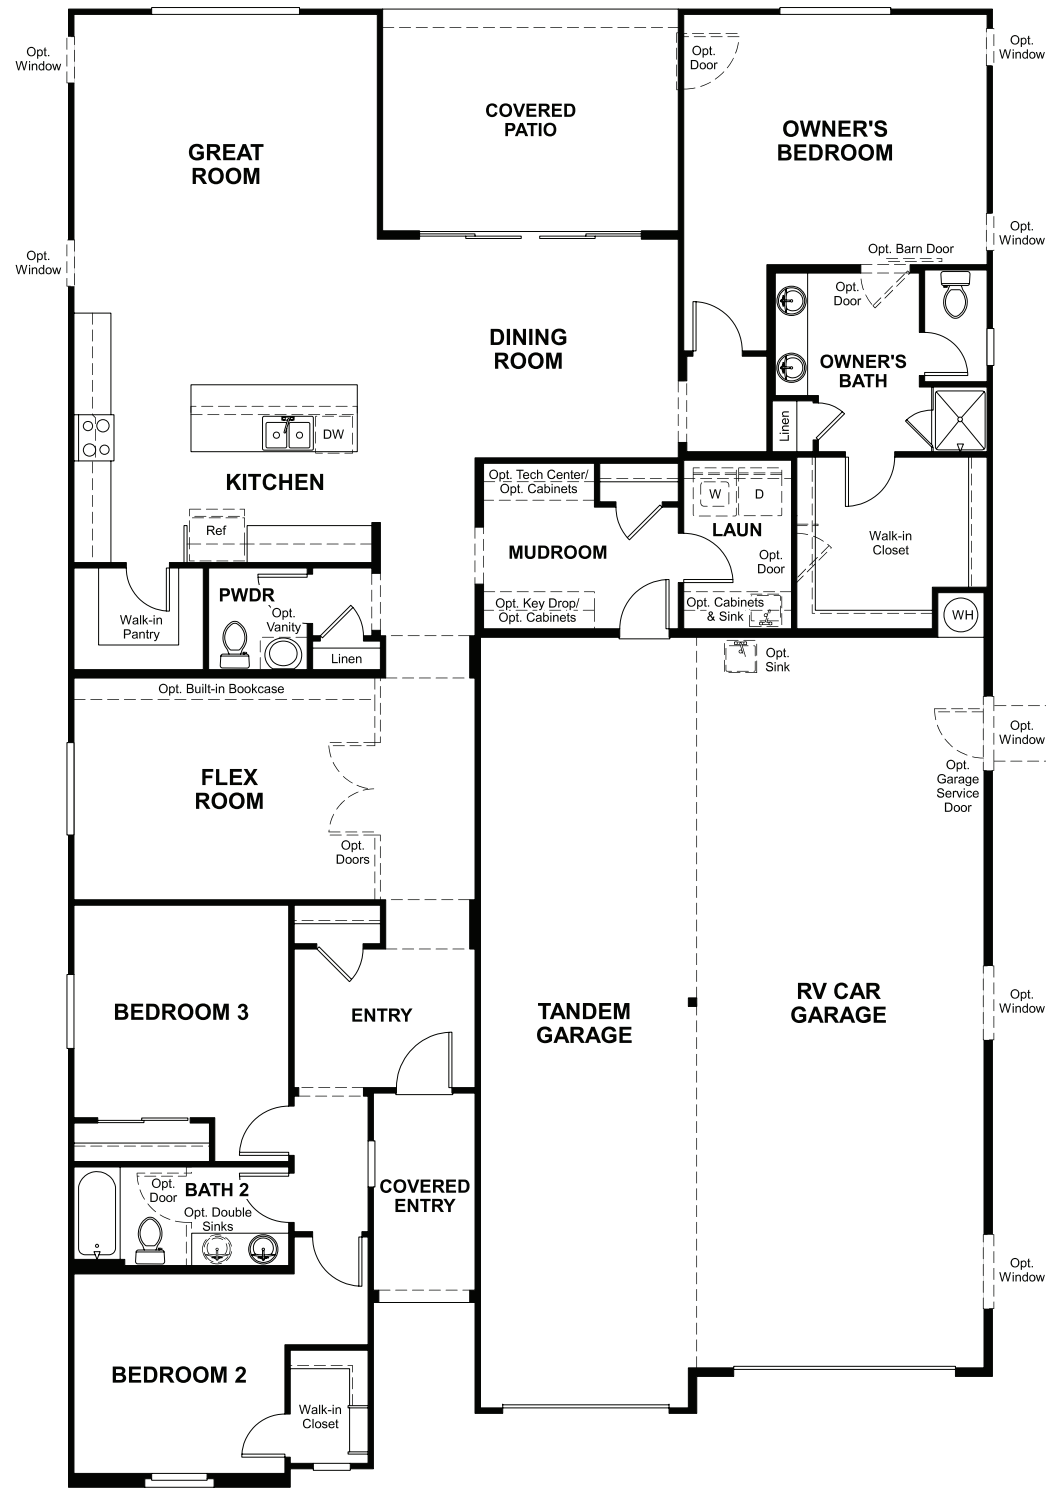 Opt.
Window
GREAT
ROOM
COVERED
PATIO
Opt.
Door
OWNER'S
BEDROOM
Opt.
Window
Opt.
Window
Opt.
Window
Opt. Barn Door
Opt.
Door
DINING
ROOM
OWNER'S
BATH
Linen
DW
KITCHEN
Ref
Opt. Tech Center/
Opt. Cabinets
W
D
LAUN
MUDROOM
Opt.
Door
Walk-in
Closet
Opt. Key Drop/
Opt. Cabinets
Opt. Cabinets
& Sink
WH
Walk-in
Pantry
PWDR
Opt.
Vanity
Linen
Opt.
Sink
Opt. Built-in Bookcase
FLEX
ROOM
Opt.
Doors
Opt.
Window
Opt.
Garage
Service
Door
BEDROOM 3
ENTRY
TANDEM
GARAGE
RV CAR
GARAGE
Opt.
Window
Opt.
Door
BATH 2
Opt. Double
Sinks
COVERED
ENTRY
Opt.
Window
BEDROOM 2
Walk-in
Closet